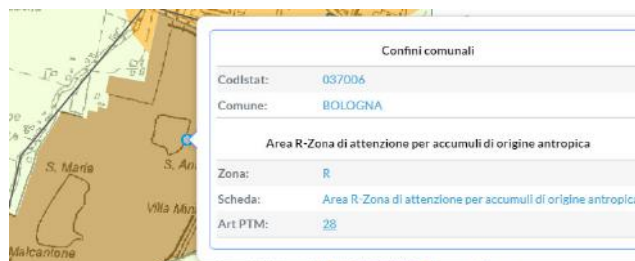 Confini comunali
CodIstat: 037006
Comune: BOLOGNA
Area R-Zona di attenzione per accumuli di origine antropica
Zona: R
Scheda: Area R-Zona di attenzione per accumuli di origine antropica
Art PTM: 28
S. Maria
S. An
Villa Min
Malcantone